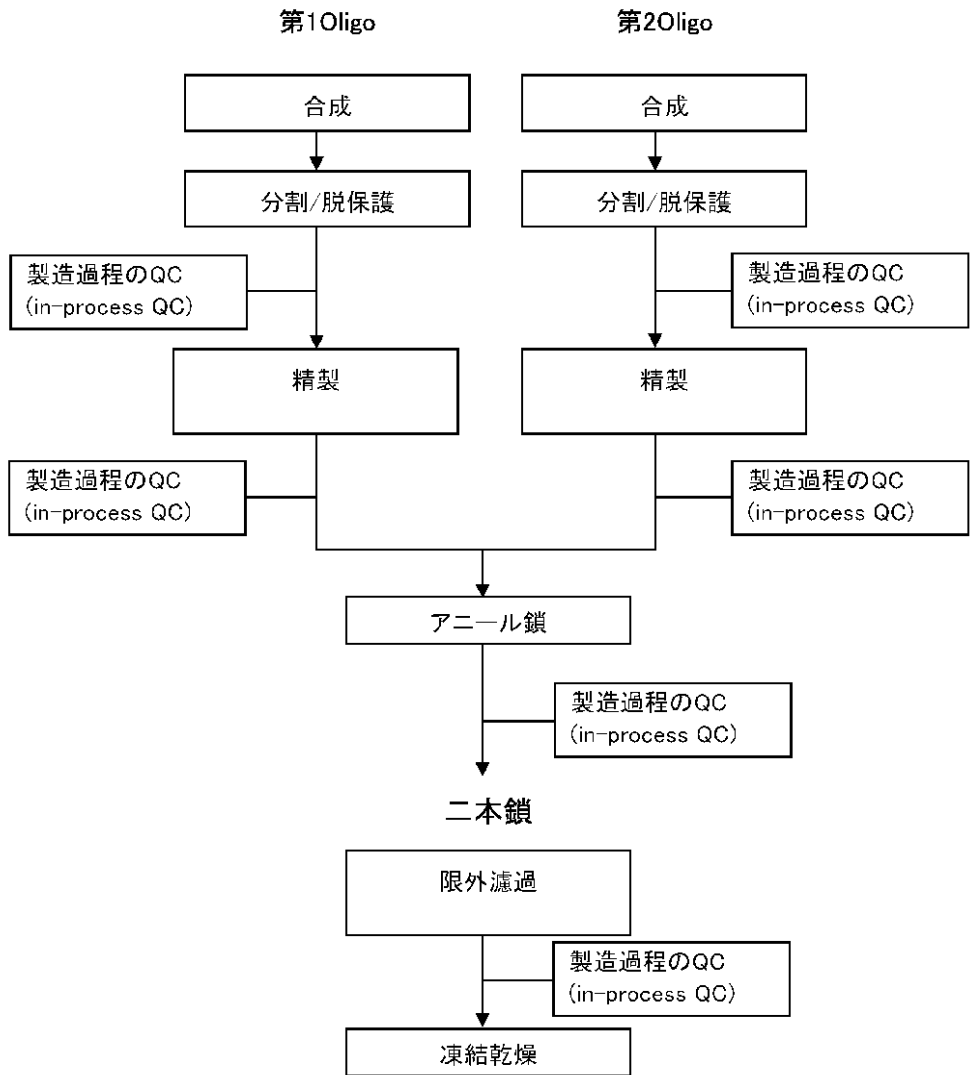 第1Oligo
第2Oligo
合成
合成
分割/脱保護
分割/脱保護
製造過程のQC
(in-process QC)
製造過程のQC
(in-process QC)
精製
精製
製造過程のQC
(in-process QC)
製造過程のQC
(in-process QC)
アニール鎖
製造過程のQC
(in-process QC)
二本鎖
限外濾過
製造過程のQC
(in-process QC)
凍結乾燥